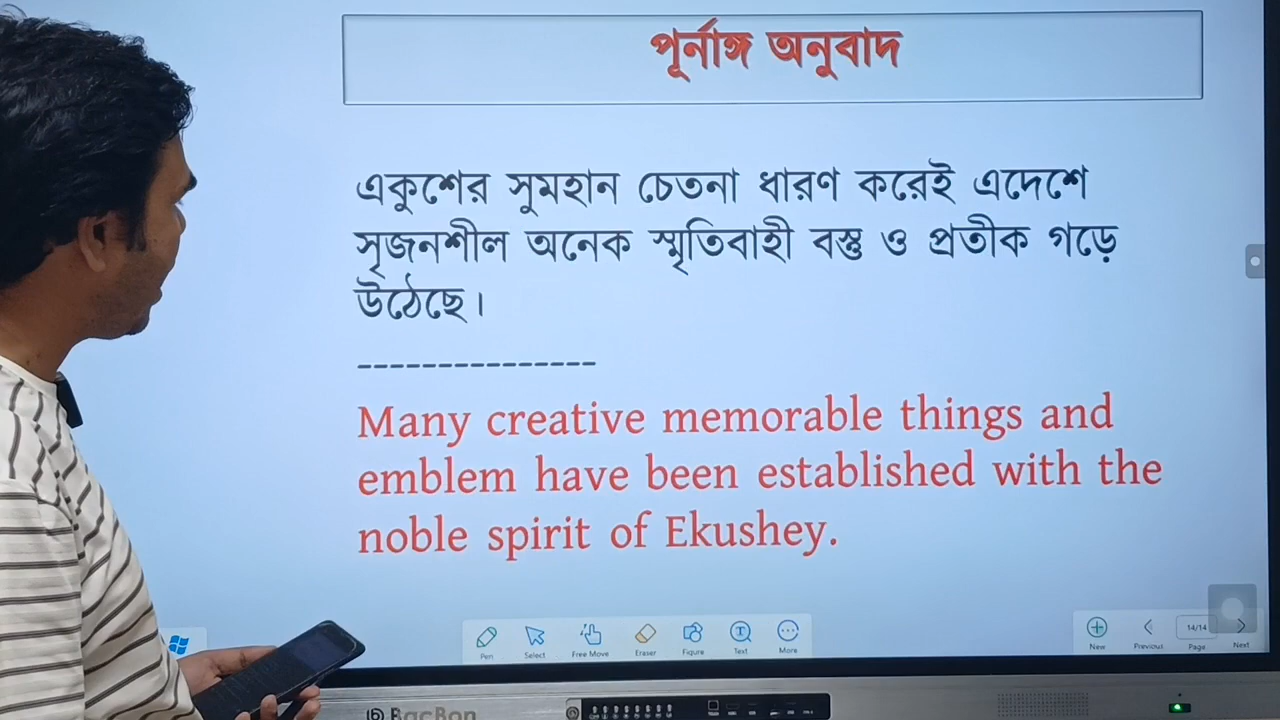 পূর্নাঙ্গ অনুবাদ
একুশের সুমহান চেতনা ধারণ করেই এদেশে
সৃজনশীল অনেক স্মৃতিবাহী বস্তু ও প্রতীক গড়ে
উঠেছে।
---------------
Many creative memorable things and
emblem have been established with the
noble spirit of Ekushey.
Pen Select Free Move Eraser Figure Text More
New Previous 14/14 Page Next
BacBon